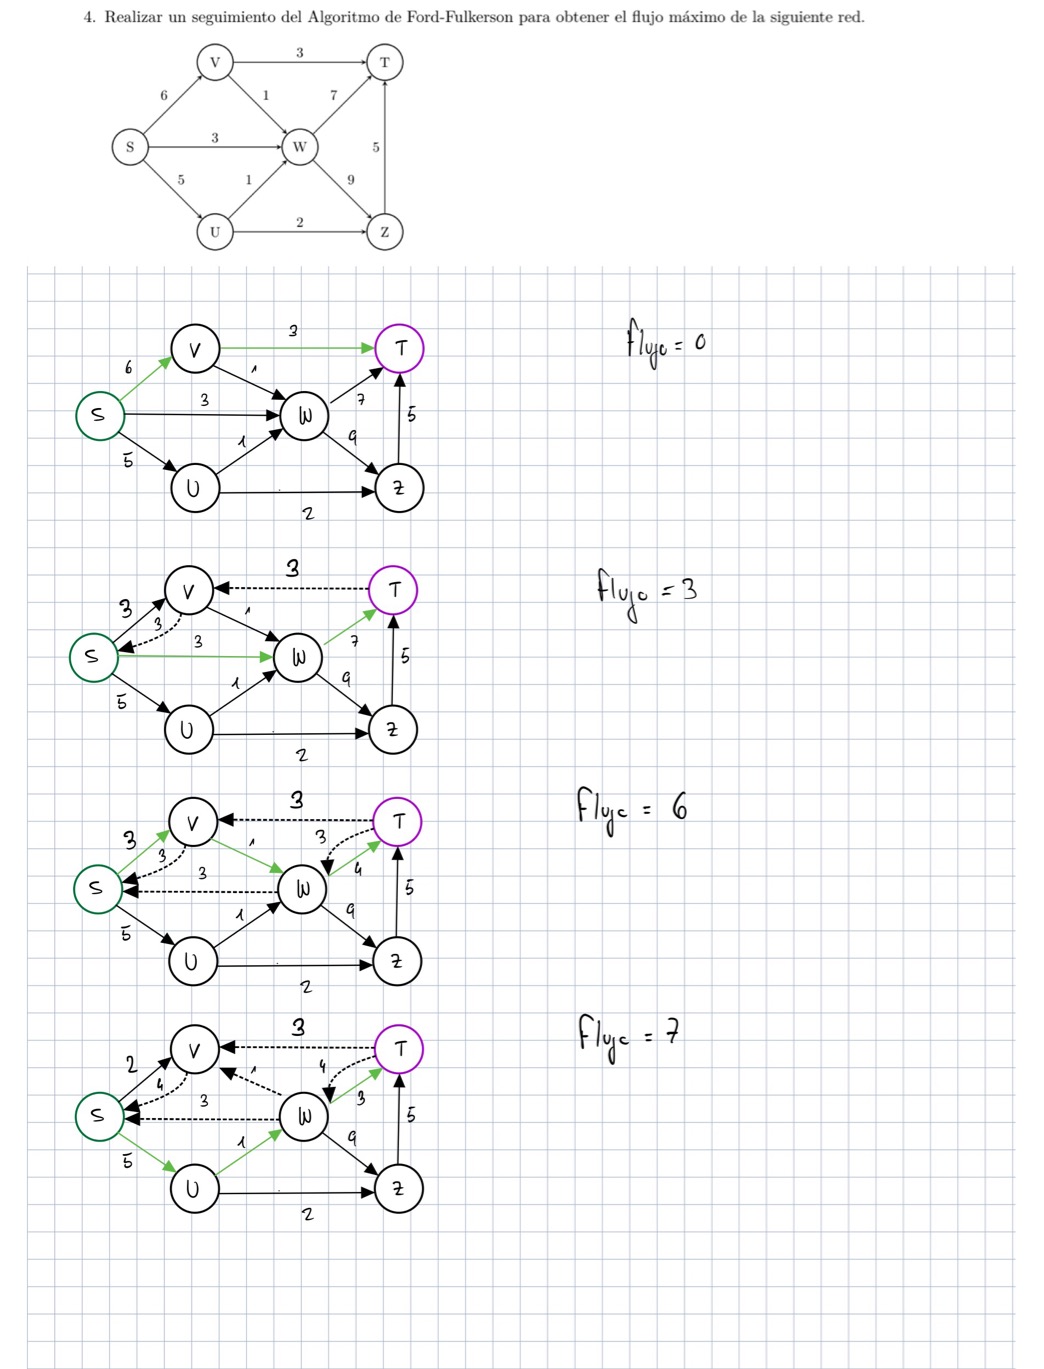 4. Realizar un seguimiento del Algoritmo de Ford-Fulkerson para obtener el flujo máximo de la siguiente red.
V 3 T
6 1 7
S 3 W 5
5 1 9
U 2 Z
V 3 T
6 1
S 3 W 7 5
5 1 9
U 2 Z
Flujo = 0
V 3 T
3 3 1
S 3 W 7 5
5 1 9
U 2 Z
Flujo = 3
V 3 T
3 3 1 3
S 3 W 4 5
5 1 9
U 2 Z
Flujo = 6
V 3 T
2 4 1 4
S 3 W 3 5
5 1 9
U 2 Z
Flujo = 7